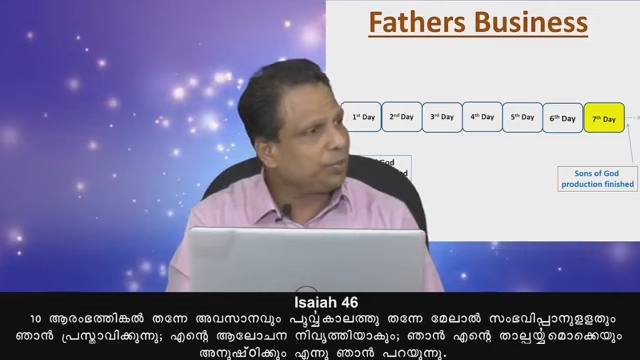 Fathers Business
1st Day 2nd Day 3rd Day 4th Day 5th Day 6th Day 7th Day
God
Sons of God
production finished
Isaiah 46
10 ആരംഭത്തിങ്കൽ തന്നേ അവസാനവും പൂർവ്വകാലത്തു തന്നേ മേലാൽ സംഭവിപ്പാനുള്ളതും
ഞാൻ പ്രസ്താവിക്കുന്നു; എന്റെ ആലോചന നിവൃത്തിയാകും; ഞാൻ എന്റെ താല്പര്യമൊക്കെയും
അനുഷ്ഠിക്കും എന്നു ഞാൻ പറയുന്നു.